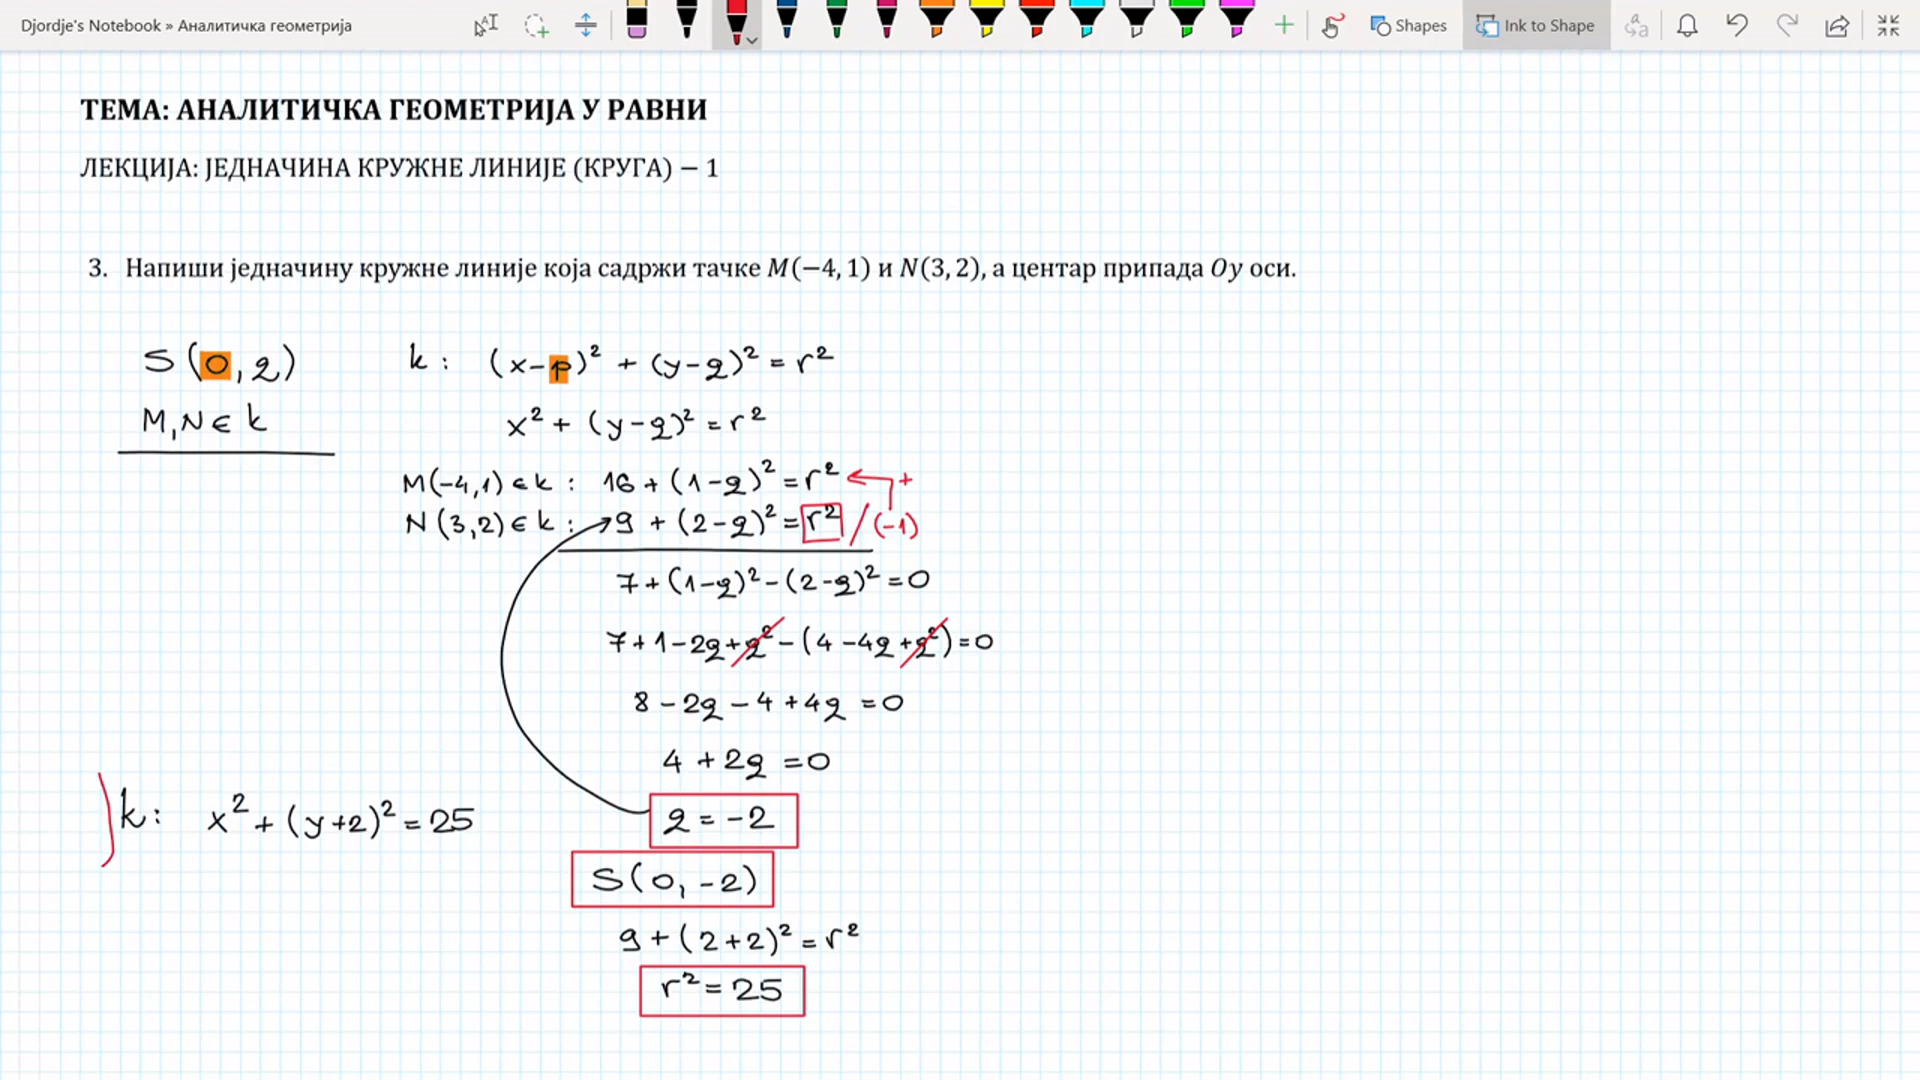 Djordje's Notebook » Аналитичка геометрија
Shapes
Ink to Shape
ТЕМА: АНАЛИТИЧКА ГЕОМЕТРИЈА У РАВНИ
ЛЕКЦИЈА: ЈЕДНАЧИНА КРУЖНЕ ЛИНИЈЕ (КРУГА) – 1
3. Напиши једначину кружне линије која садржи тачке M(−4, 1) и N(3, 2), а центар припада Oy оси.
S(0, q)
M, N ∈ k
k: (x−p)² + (y−q)² = r²
x² + (y−q)² = r²
M(−4,1) ∈ k: 16 + (1−q)² = r² +
N(3,2) ∈ k: 9 + (2−q)² = r² /(−1)
7 + (1−q)² − (2−q)² = 0
7 + 1 − 2q + q² − (4 − 4q + q²) = 0
8 − 2q − 4 + 4q = 0
4 + 2q = 0
q = −2
k: x² + (y+2)² = 25
S(0, −2)
9 + (2+2)² = r²
r² = 25